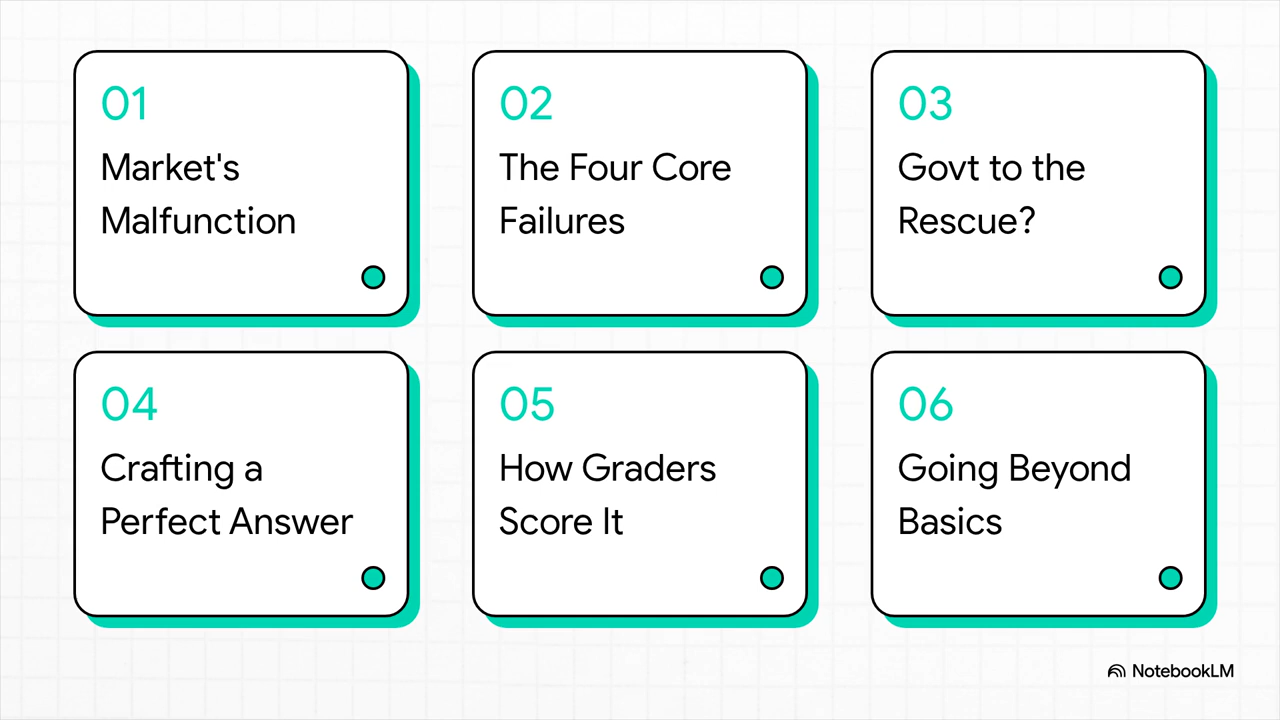 01
Market's
Malfunction
02
The Four Core
Failures
03
Govt to the
Rescue?
04
Crafting a
Perfect Answer
05
How Graders
Score It
06
Going Beyond
Basics
NotebookLM